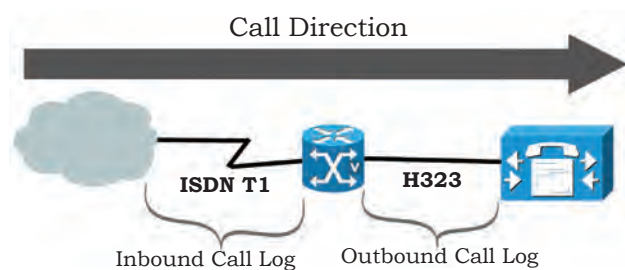 Call Direction
ISDN T1
H323
V
Inbound Call Log
Outbound Call Log